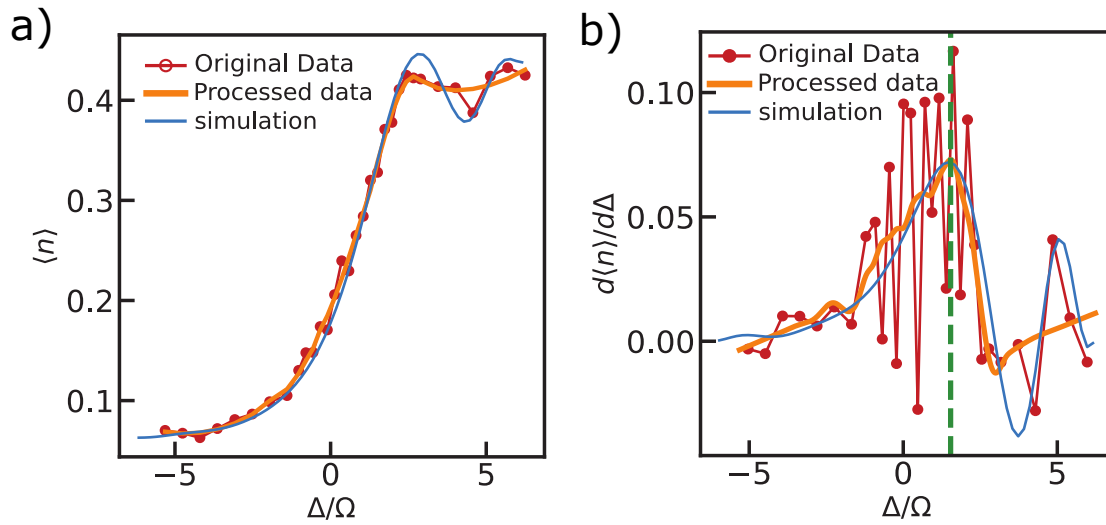 a)
Original Data
Processed data
simulation
⟨n⟩
0.4
0.3
0.2
0.1
−5
0
5
Δ/Ω
b)
Original Data
Processed data
simulation
d⟨n⟩/dΔ
0.10
0.05
0.00
−5
0
5
Δ/Ω